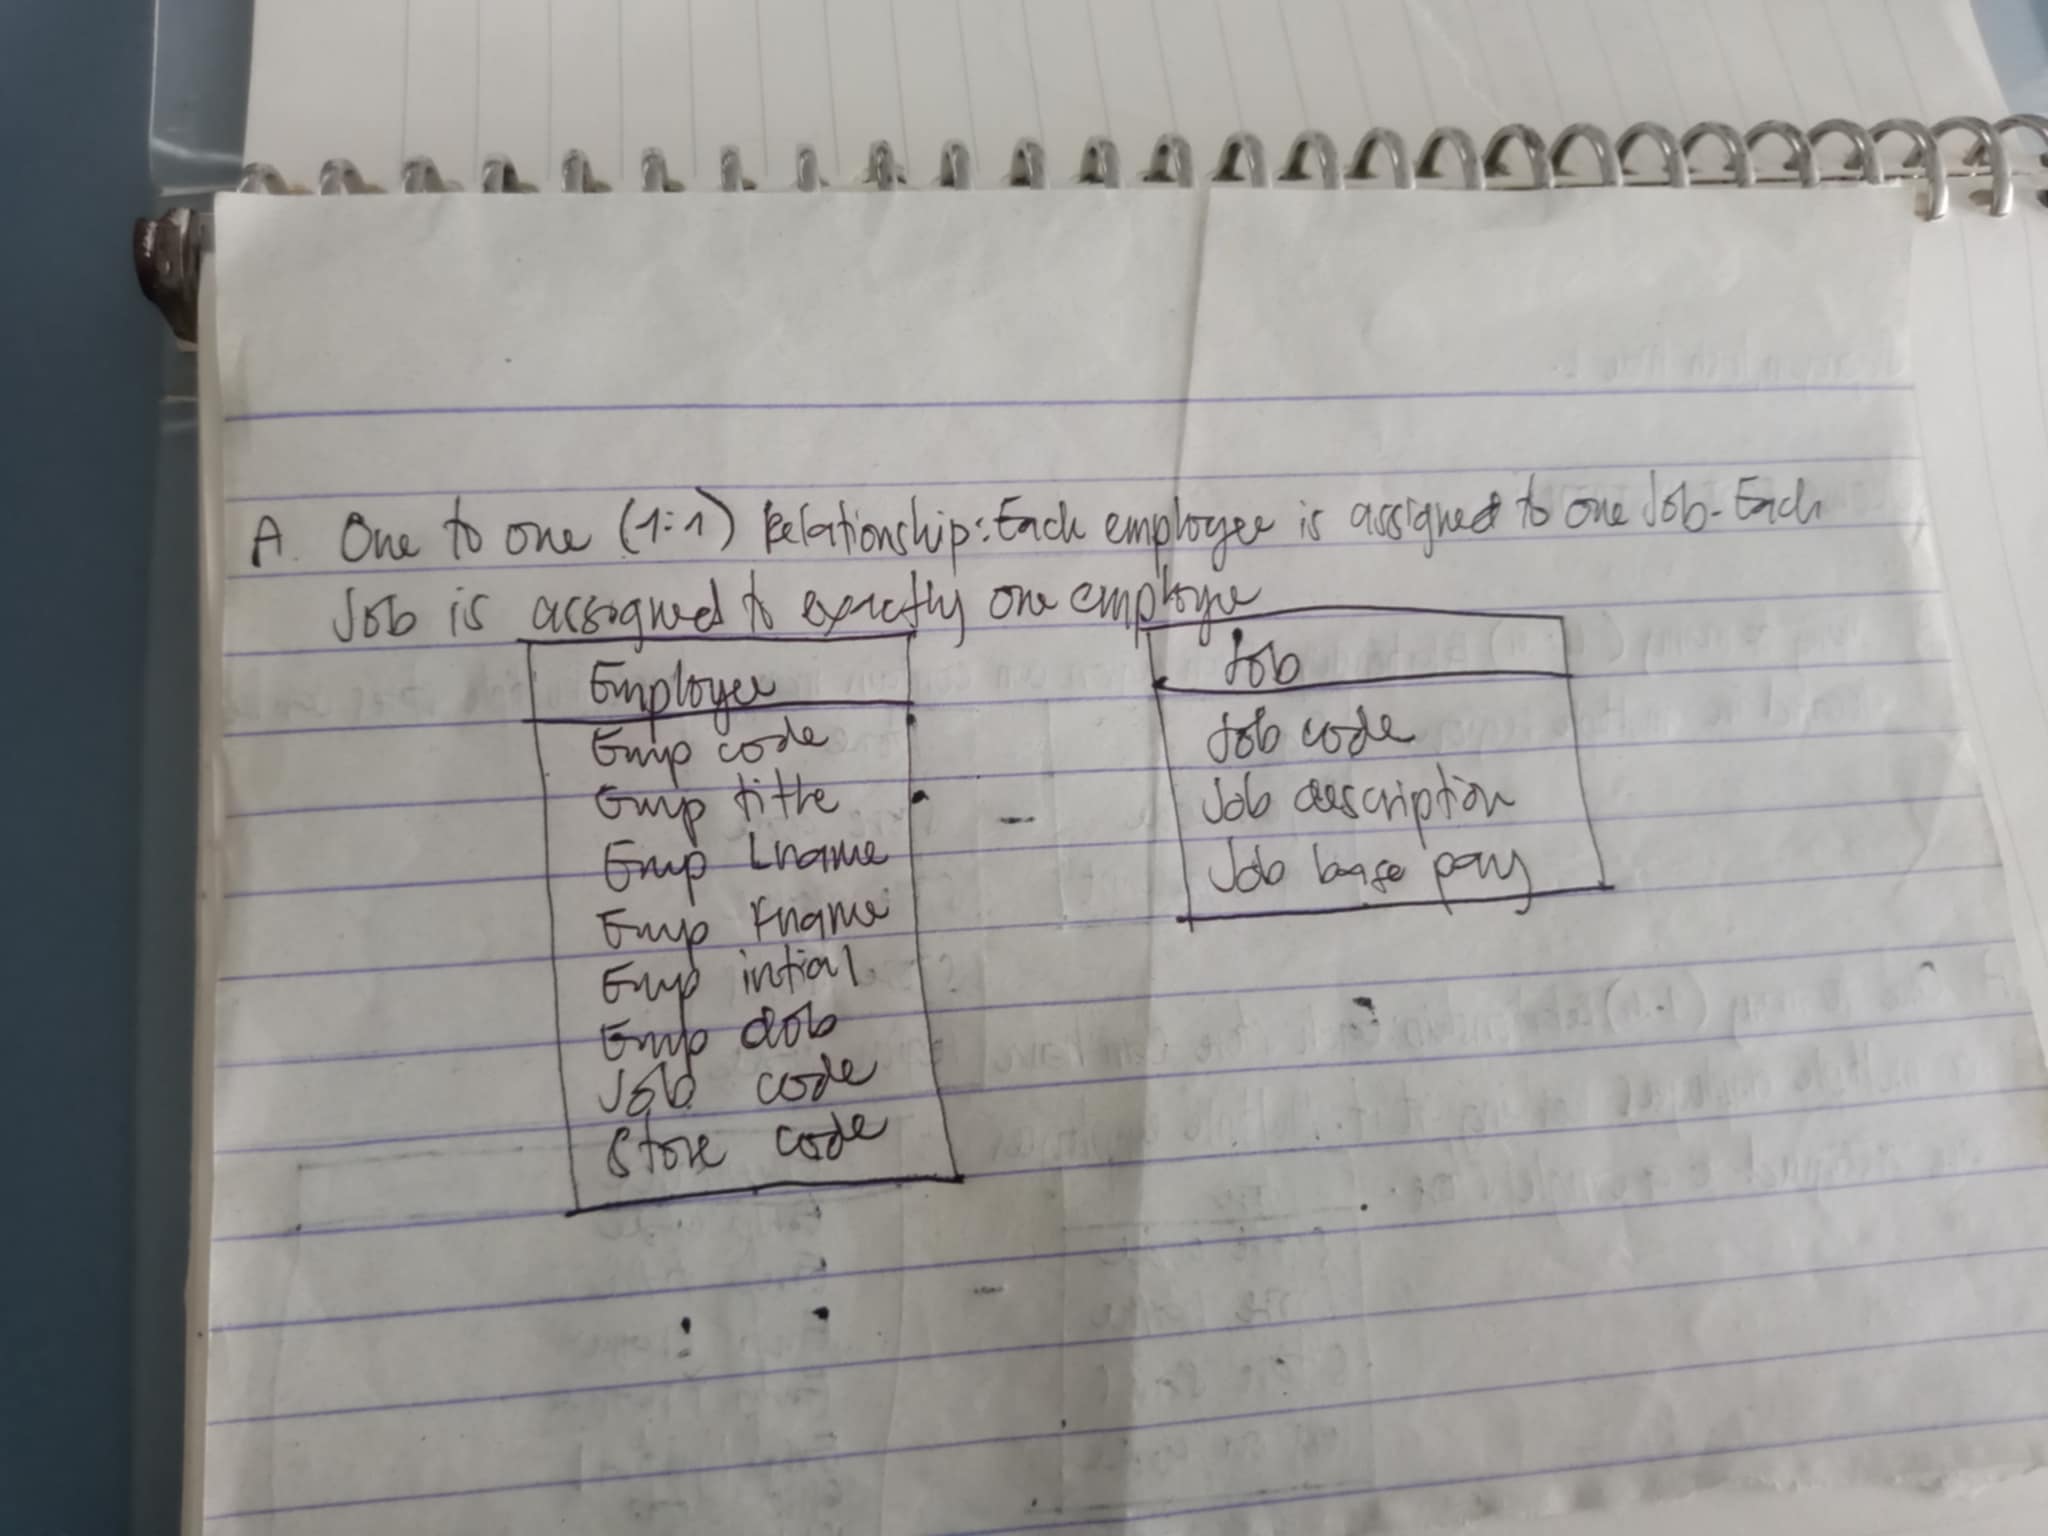 A. One to one (1:1) Relationship: Each employee is assigned to one Job. Each
Job is assigned to exactly one employe
Employee
Emp code
Emp title
Emp Lname
Emp Fname
Emp intial
Emp dob
Job code
Store code
Job
Job code
Job description
Job base pay